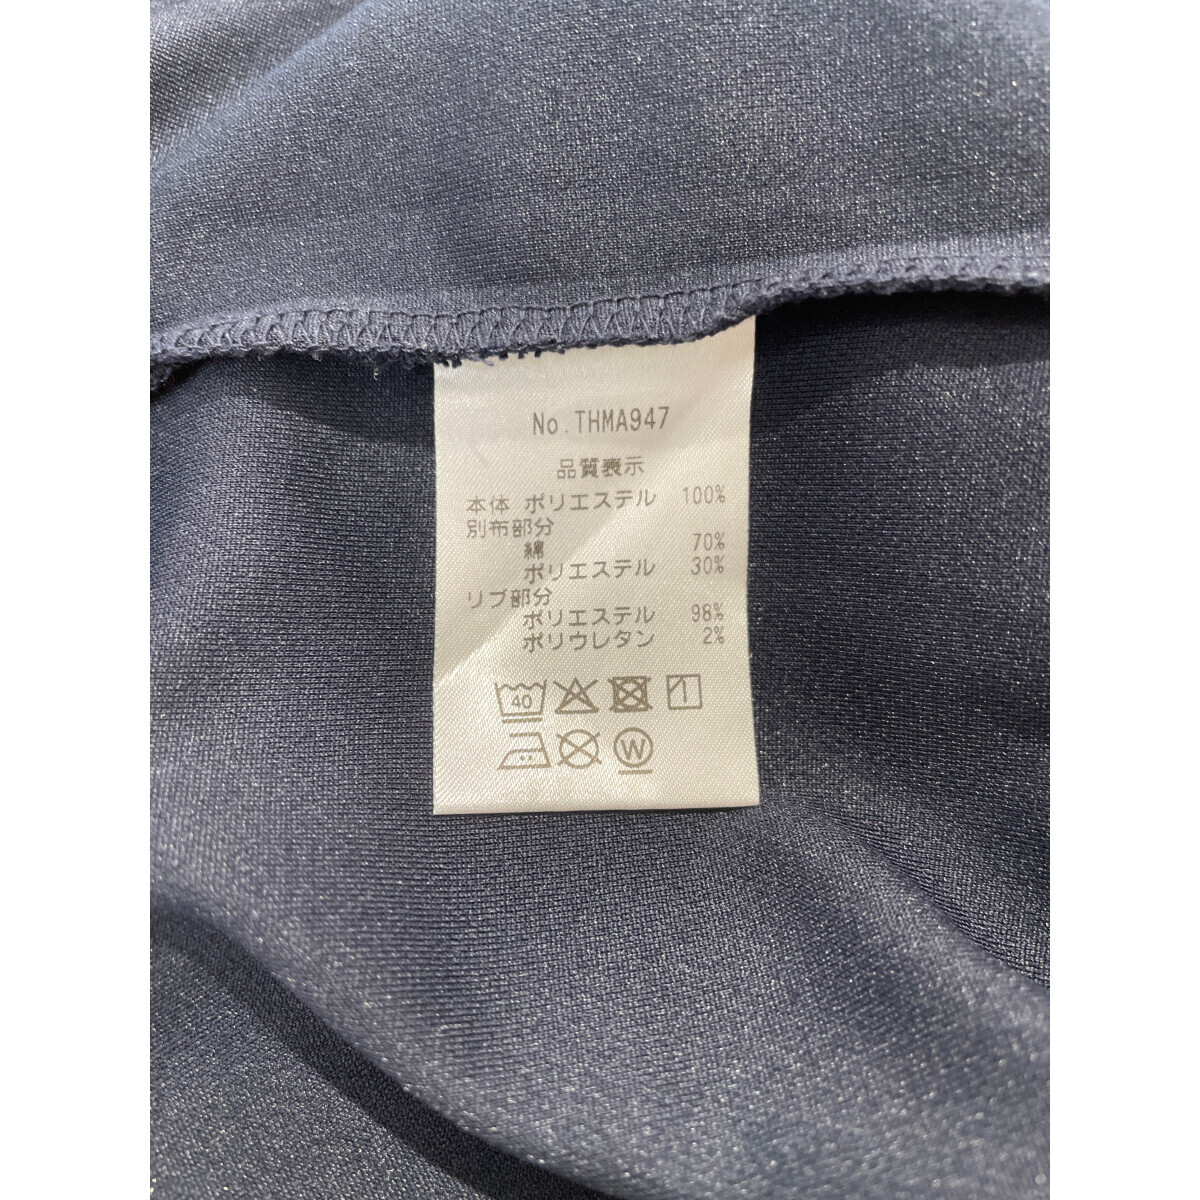 No.THMA947
品質表示
本体 ポリエステル 100%
別布部分
綿 70%
ポリエステル 30%
リブ部分
ポリエステル 98%
ポリウレタン 2%
40
W